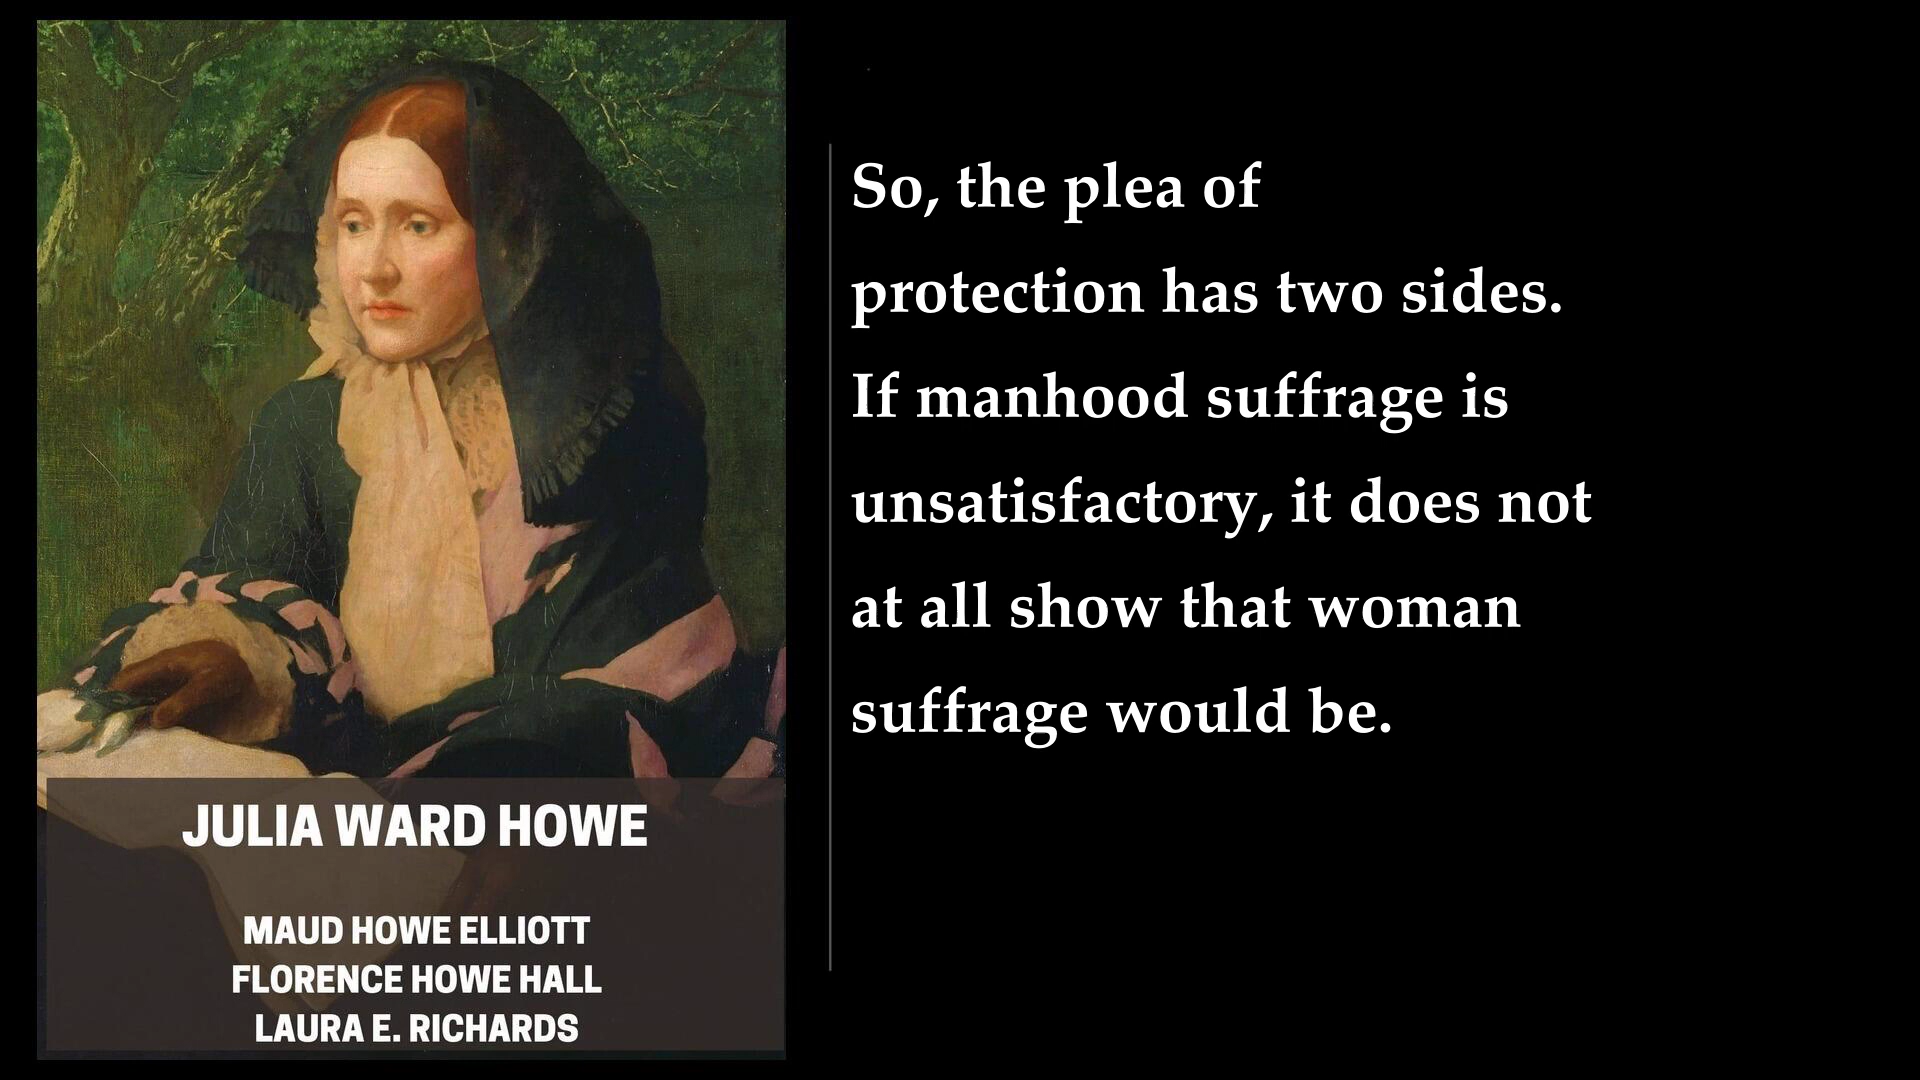 JULIA WARD HOWE
MAUD HOWE ELLIOTT
FLORENCE HOWE HALL
LAURA E. RICHARDS
So, the plea of
protection has two sides.
If manhood suffrage is
unsatisfactory, it does not
at all show that woman
suffrage would be.